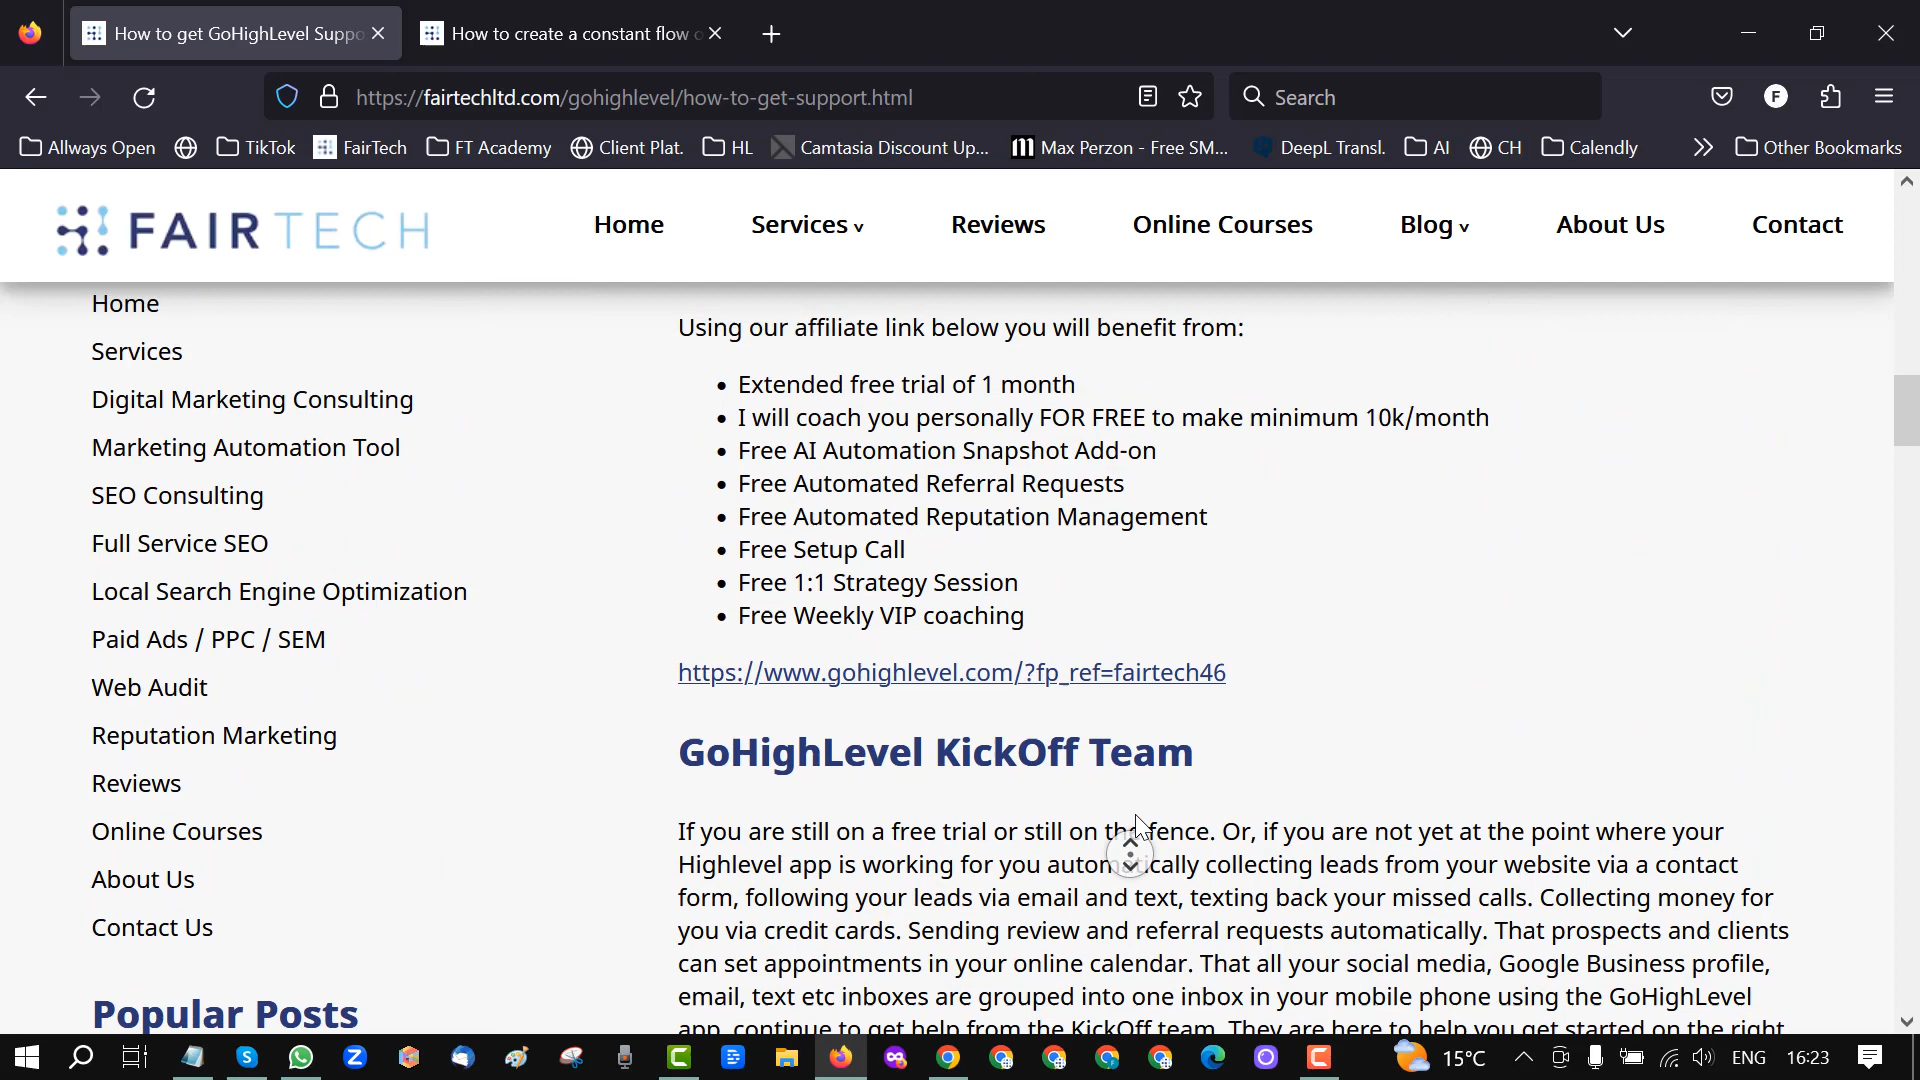 How to get GoHighLevel Suppo
How to create a constant flow o
https://fairtechltd.com/gohighlevel/how-to-get-support.html
Search
F
Allways Open
TikTok
FairTech
FT Academy
Client Plat.
HL
Camtasia Discount Up...
Max Perzon - Free SM...
DeepL Transl.
AI
CH
Calendly
Other Bookmarks
FAIRTECH
Home
Services v
Reviews
Online Courses
Blog v
About Us
Contact
Home
Services
Digital Marketing Consulting
Marketing Automation Tool
SEO Consulting
Full Service SEO
Local Search Engine Optimization
Paid Ads / PPC / SEM
Web Audit
Reputation Marketing
Reviews
Online Courses
About Us
Contact Us
Popular Posts
Using our affiliate link below you will benefit from:
• Extended free trial of 1 month
• I will coach you personally FOR FREE to make minimum 10k/month
• Free AI Automation Snapshot Add-on
• Free Automated Referral Requests
• Free Automated Reputation Management
• Free Setup Call
• Free 1:1 Strategy Session
• Free Weekly VIP coaching
https://www.gohighlevel.com/?fp_ref=fairtech46
GoHighLevel KickOff Team
If you are still on a free trial or still on the fence. Or, if you are not yet at the point where your
Highlevel app is working for you automatically collecting leads from your website via a contact
form, following your leads via email and text, texting back your missed calls. Collecting money for
you via credit cards. Sending review and referral requests automatically. That prospects and clients
can set appointments in your online calendar. That all your social media, Google Business profile,
email, text etc inboxes are grouped into one inbox in your mobile phone using the GoHighLevel
app, continue to get help from the KickOff team. They are here to help you get started on the right
15°C
ENG
16:23